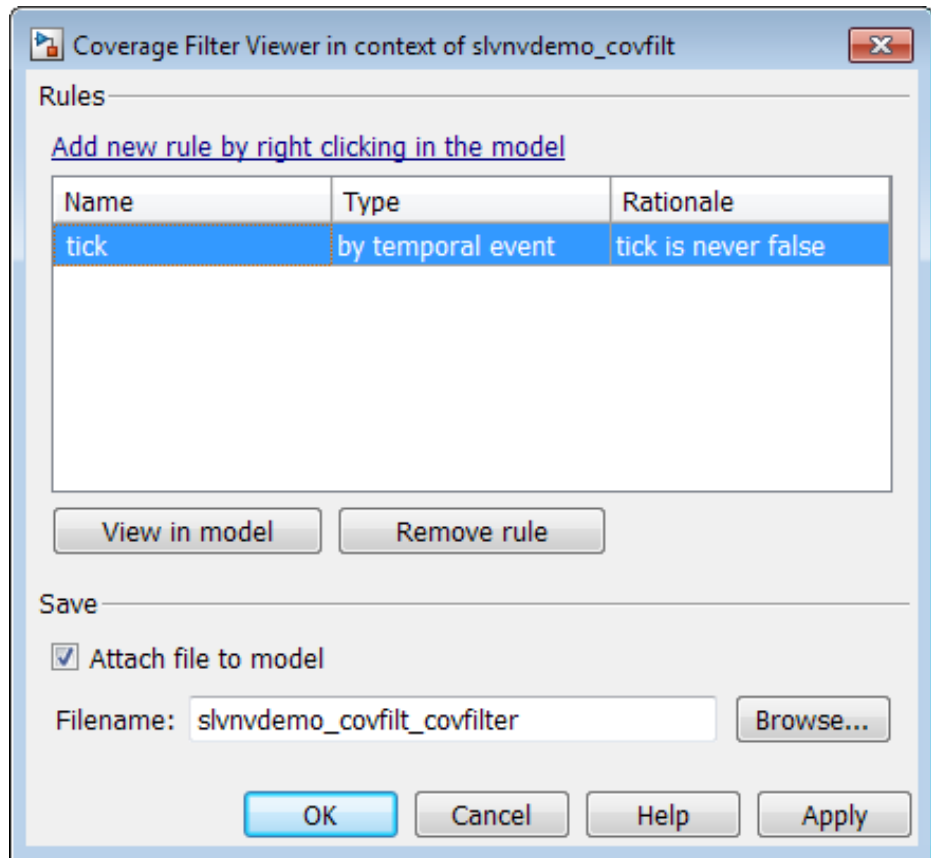 Coverage Filter Viewer in context of slvnvdemo_covfilt
Rules
Add new rule by right clicking in the model
Name Type Rationale
tick by temporal event tick is never false
View in model Remove rule
Save
Attach file to model
Filename: slvnvdemo_covfilt_covfilter Browse...
OK Cancel Help Apply